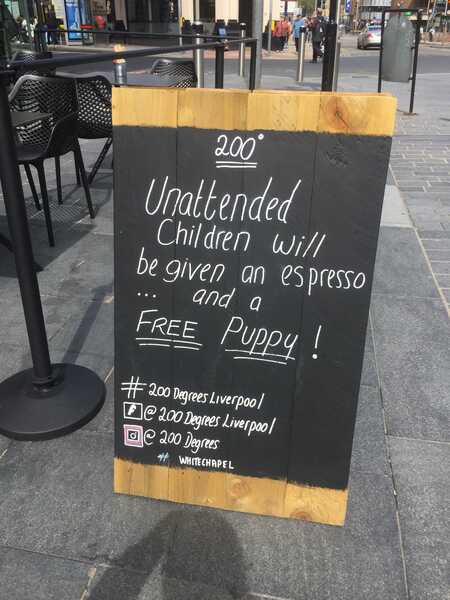 200°
Unattended
Children will
be given an espresso
... and a
FREE Puppy!
# 200 Degrees Liverpool
@ 200 Degrees Liverpool
@ 200 Degrees
# WHITECHAPEL